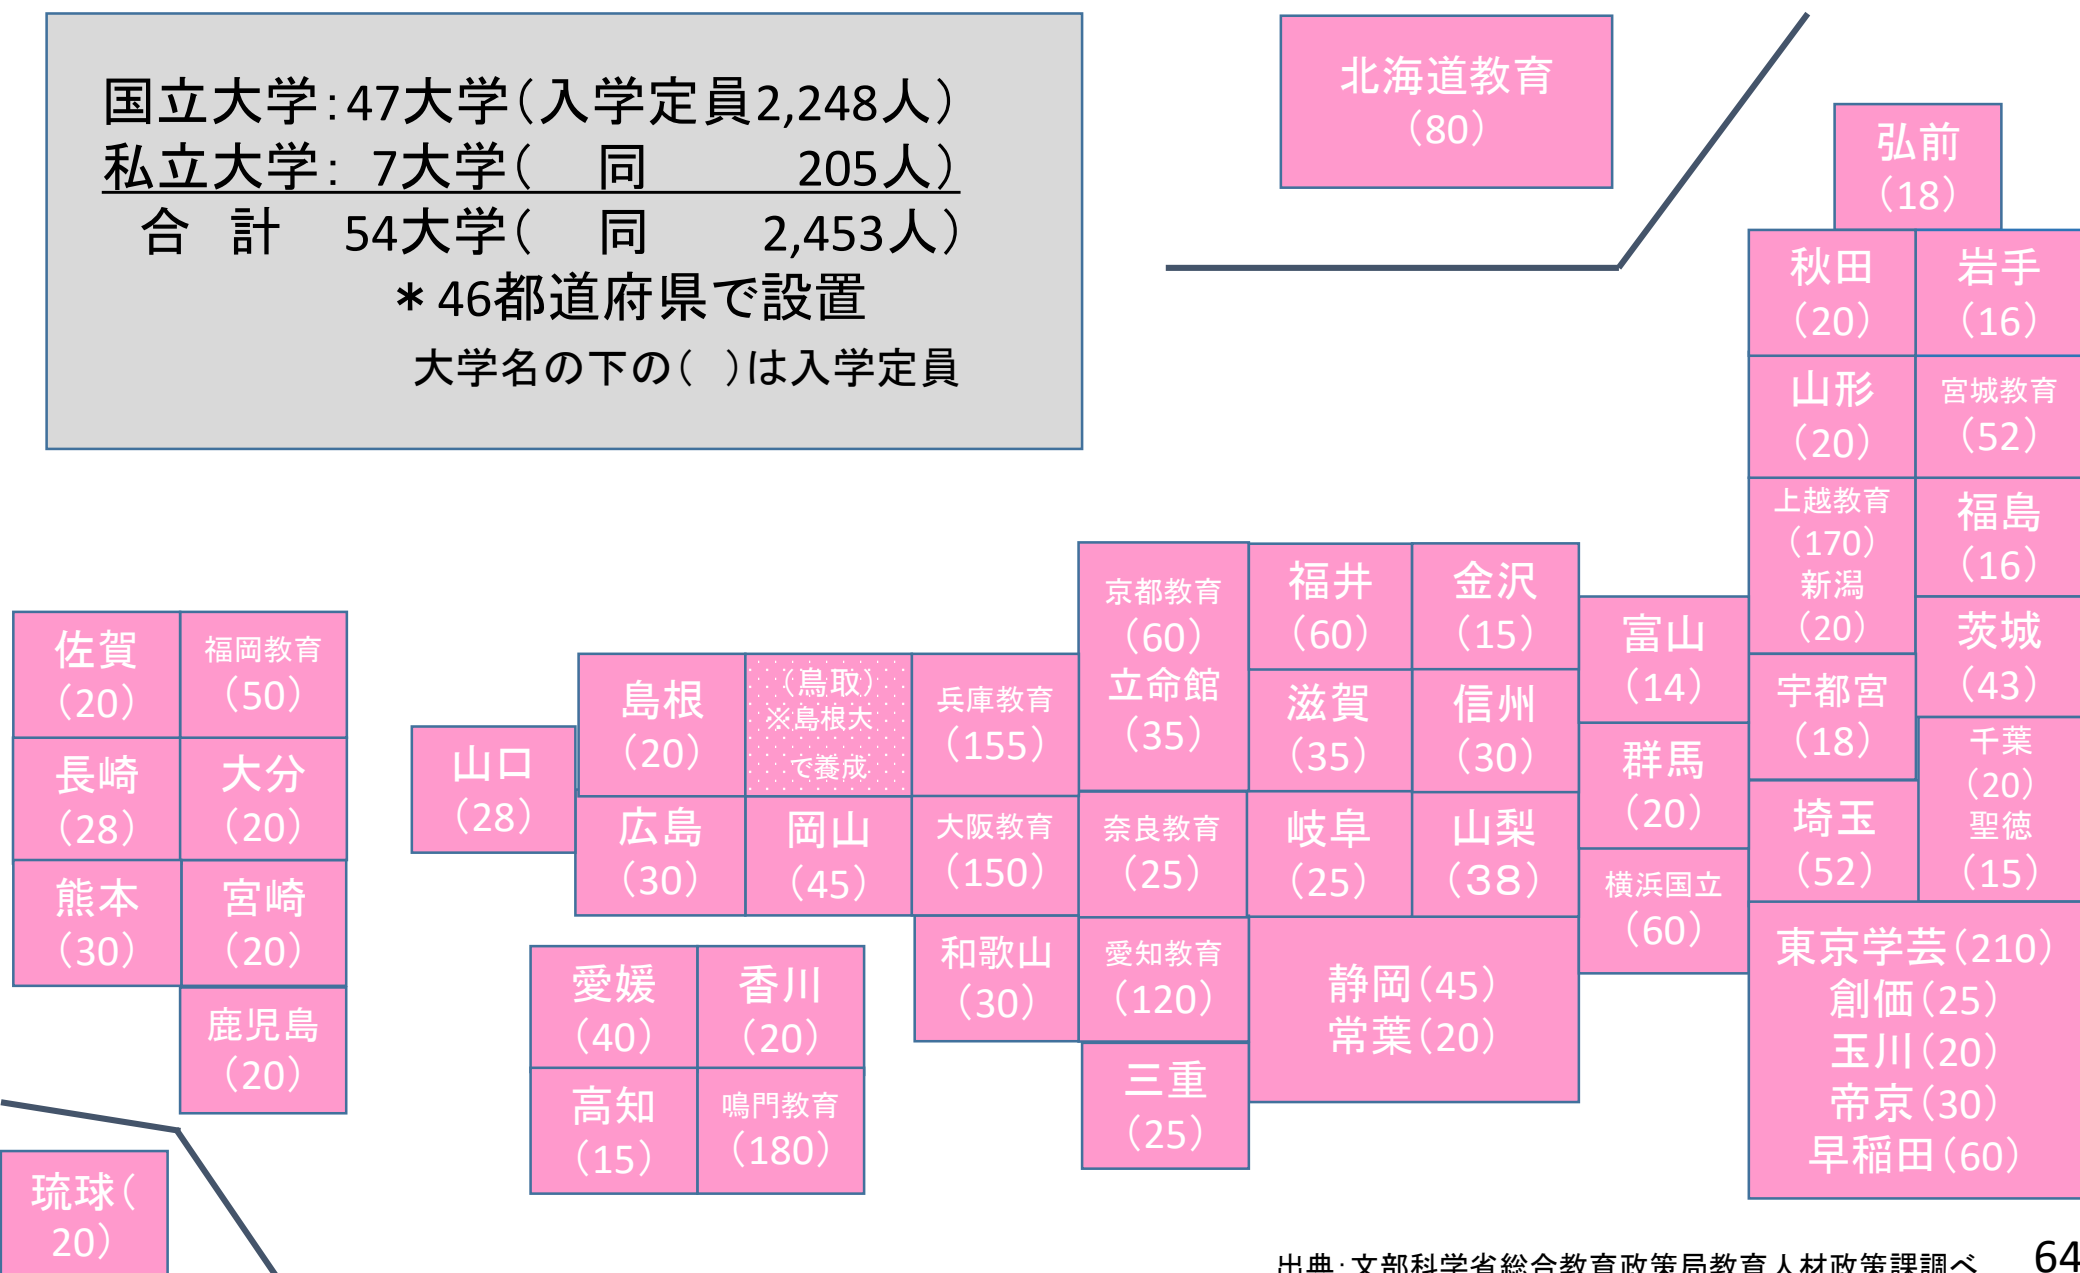 国立大学:47大学(入学定員2,248人)
私立大学: 7大学( 同 205人)
合 計 54大学( 同 2,453人)
*46都道府県で設置
大学名の下の( )は入学定員
北海道教育
(80)
弘前
(18)
秋田
(20)
岩手
(16)
山形
(20)
宮城教育
(52)
上越教育
(170)
新潟
(20)
福島
(16)
茨城
(43)
宇都宮
(18)
千葉
(20)
聖徳
(15)
埼玉
(52)
東京学芸(210)
創価(25)
玉川(20)
帝京(30)
早稲田(60)
富山
(14)
群馬
(20)
横浜国立
(60)
金沢
(15)
信州
(30)
山梨
(38)
福井
(60)
滋賀
(35)
岐阜
(25)
静岡(45)
常葉(20)
京都教育
(60)
立命館
(35)
奈良教育
(25)
愛知教育
(120)
三重
(25)
兵庫教育
(155)
大阪教育
(150)
和歌山
(30)
(鳥取)
※島根大
で養成
岡山
(45)
島根
(20)
広島
(30)
山口
(28)
愛媛
(40)
香川
(20)
高知
(15)
鳴門教育
(180)
佐賀
(20)
福岡教育
(50)
長崎
(28)
大分
(20)
熊本
(30)
宮崎
(20)
鹿児島
(20)
琉球(
20)
出典:文部科学省総合教育政策局教育人材政策課調べ
64